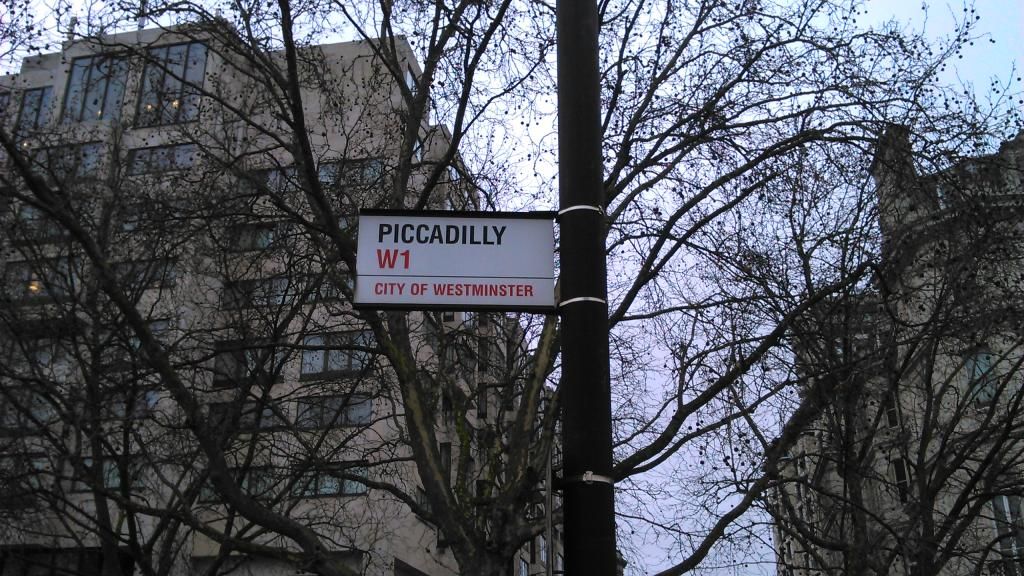 PICCADILLY
W1
CITY OF WESTMINSTER